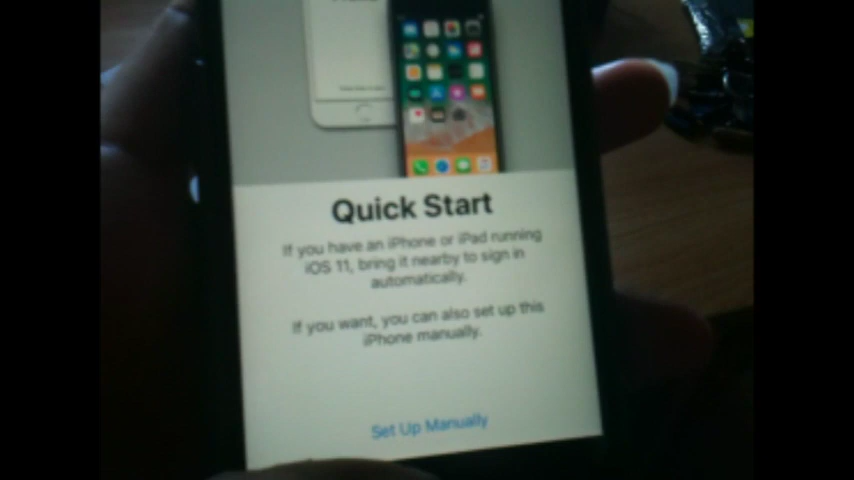 Quick Start
If you have an iPhone or iPad running
iOS 11, bring it nearby to sign in
automatically.
If you want, you can also set up this
iPhone manually.
Set Up Manually